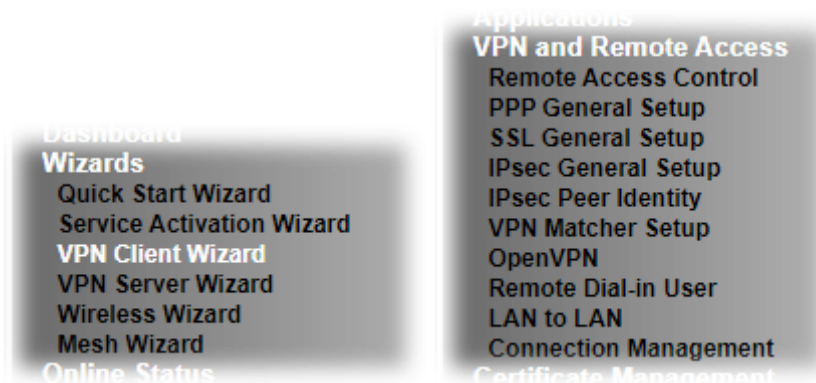 Dashboard
Wizards
Quick Start Wizard
Service Activation Wizard
VPN Client Wizard
VPN Server Wizard
Wireless Wizard
Mesh Wizard
Online Status
Applications
VPN and Remote Access
Remote Access Control
PPP General Setup
SSL General Setup
IPsec General Setup
IPsec Peer Identity
VPN Matcher Setup
OpenVPN
Remote Dial-in User
LAN to LAN
Connection Management
Certificate Management